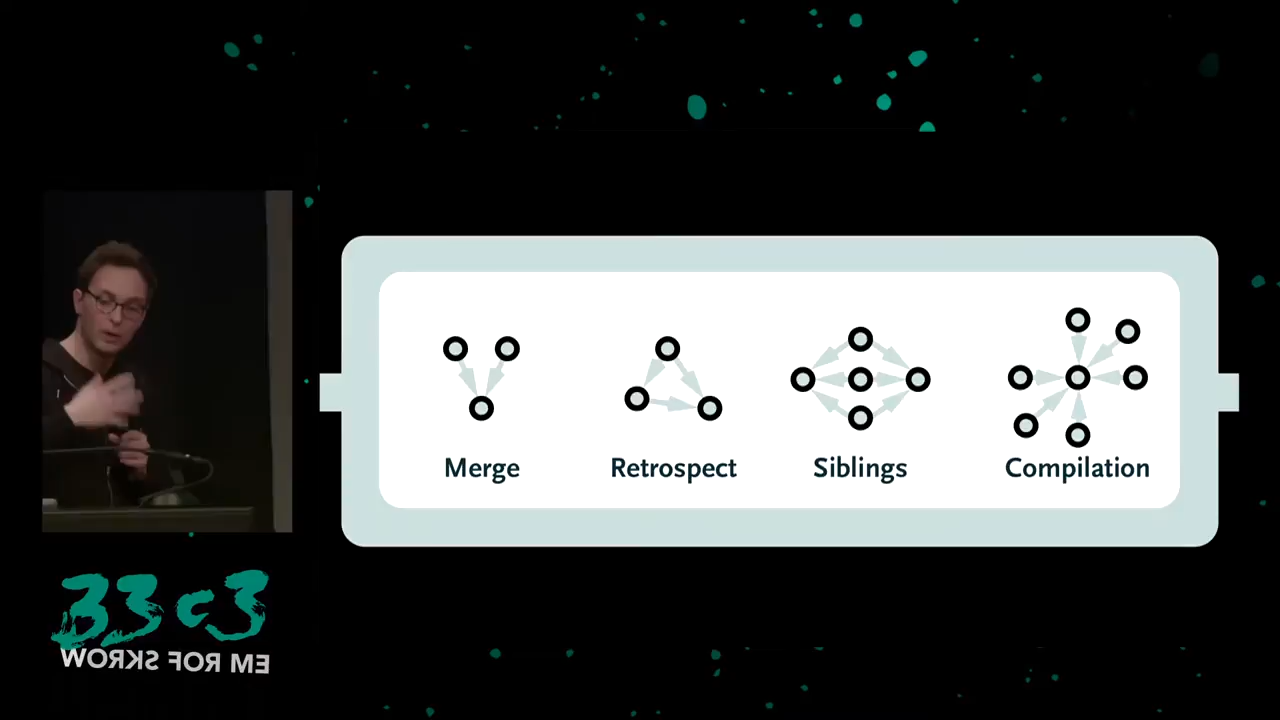 Merge
Retrospect
Siblings
Compilation
33c3
WORKS FOR ME